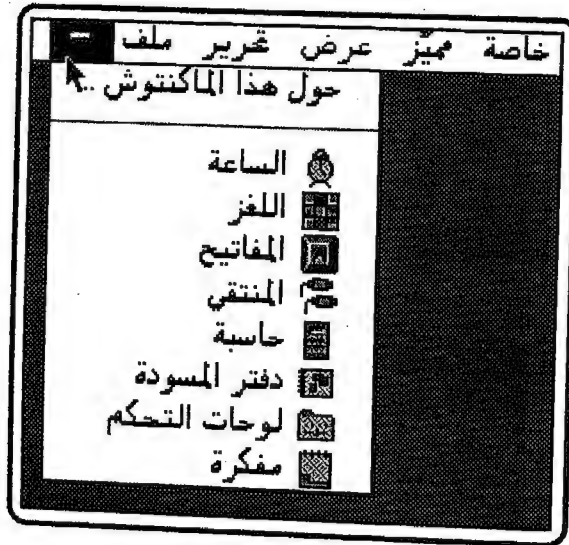 خاصة مميّز عرض تحرير ملف
حول هذا الماكنتوش ..
الساعة
اللغز
المفاتيح
المنتقي
حاسبة
دفتر المسودة
لوحات التحكم
مفكرة